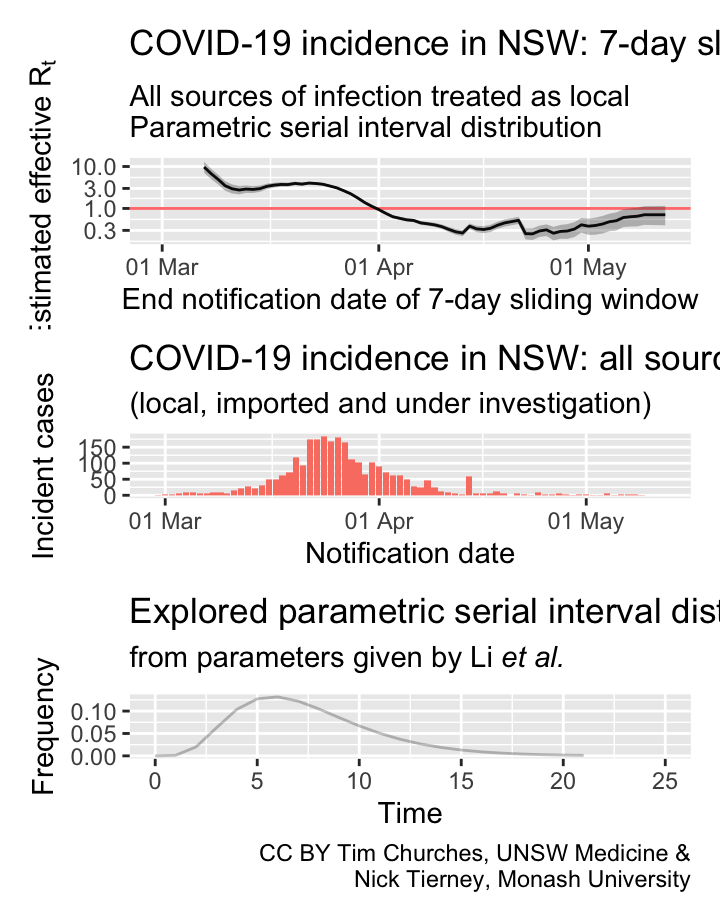 COVID-19 incidence in NSW: 7-day sl
All sources of infection treated as local
Parametric serial interval distribution
stimated effective Rt
10.0
3.0
1.0
0.3
01 Mar 01 Apr 01 May
End notification date of 7-day sliding window
COVID-19 incidence in NSW: all sourc
(local, imported and under investigation)
Incident cases
150
100
50
0
01 Mar 01 Apr 01 May
Notification date
Explored parametric serial interval dist
from parameters given by Li et al.
Frequency
0.10
0.05
0.00
0 5 10 15 20 25
Time
CC BY Tim Churches, UNSW Medicine &
Nick Tierney, Monash University